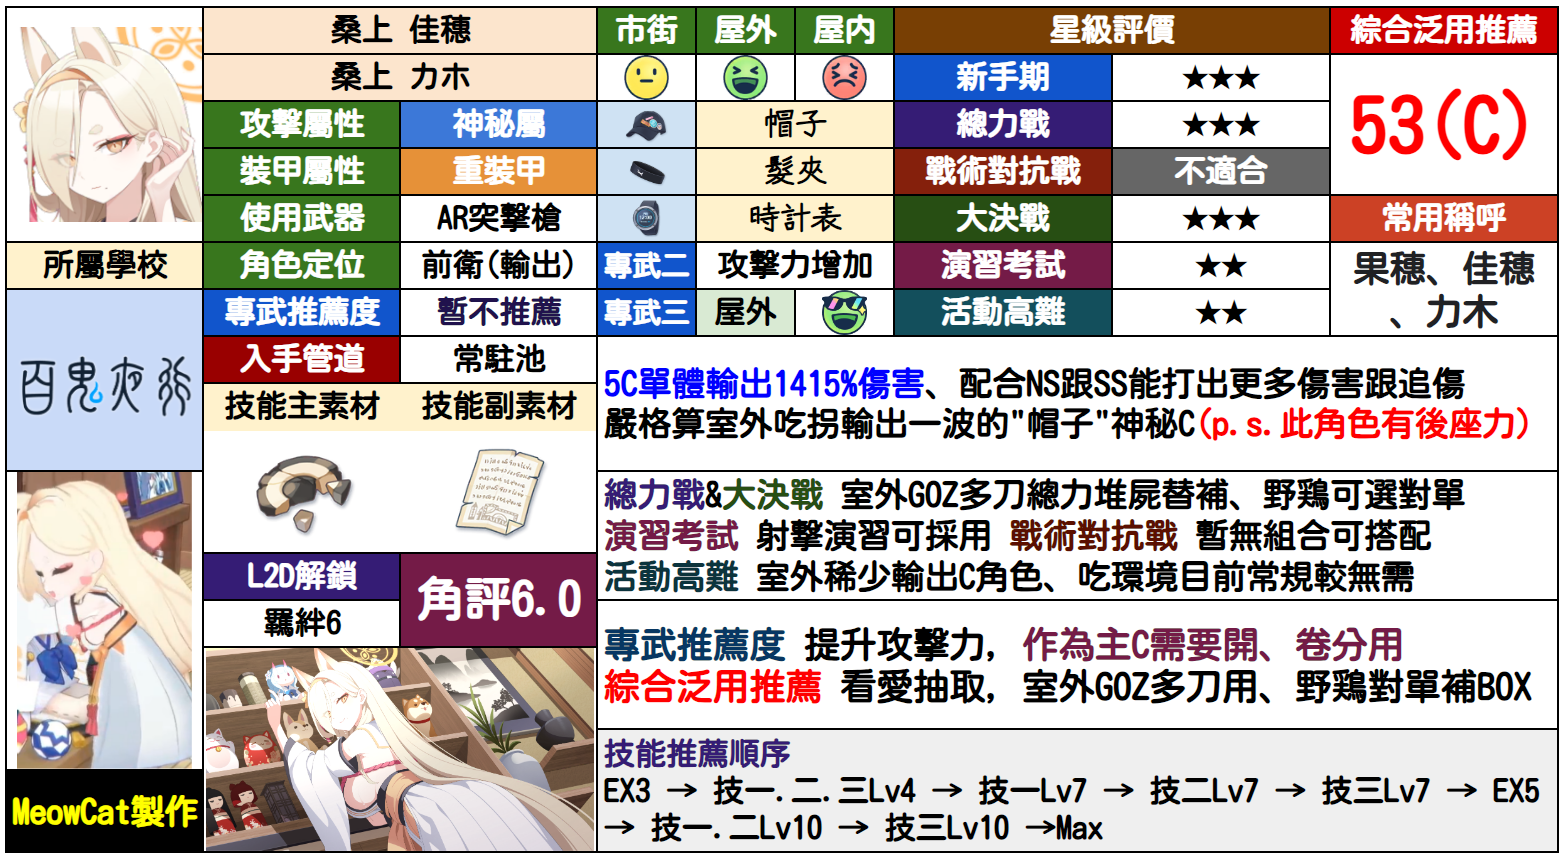 桑上 佳穗
桑上 カホ
市街
屋外
屋内
星級評價
綜合泛用推薦
新手期
★★★
53(C)
攻擊屬性
神秘屬
帽子
總力戰
★★★
裝甲屬性
重裝甲
髮夾
戰術對抗戰
不適合
使用武器
AR突擊槍
時計表
大決戰
★★★
常用稱呼
所屬學校
角色定位
前衛(輸出)
專武二
攻擊力增加
演習考試
★★
果穗、佳穗
、力木
專武推薦度
暫不推薦
專武三
屋外
活動高難
★★
百鬼夜行
入手管道
常駐池
技能主素材
技能副素材
5C單體輸出1415%傷害、配合NS跟SS能打出更多傷害跟追傷
嚴格算室外吃拐輸出一波的"帽子"神秘C(p.s.此角色有後座力)
總力戰&大決戰 室外GOZ多刀總力堆屍替補、野鶏可選對單
演習考試 射擊演習可採用 戰術對抗戰 暫無組合可搭配
活動高難 室外稀少輸出C角色、吃環境目前常規較無需
L2D解鎖
羈絆6
角評6.0
專武推薦度 提升攻擊力, 作為主C需要開、卷分用
綜合泛用推薦 看愛抽取, 室外GOZ多刀用、野鶏對單補BOX
技能推薦順序
EX3 → 技一.二.三Lv4 → 技一Lv7 → 技二Lv7 → 技三Lv7 → EX5
→ 技一.二Lv10 → 技三Lv10 →Max
MeowCat製作